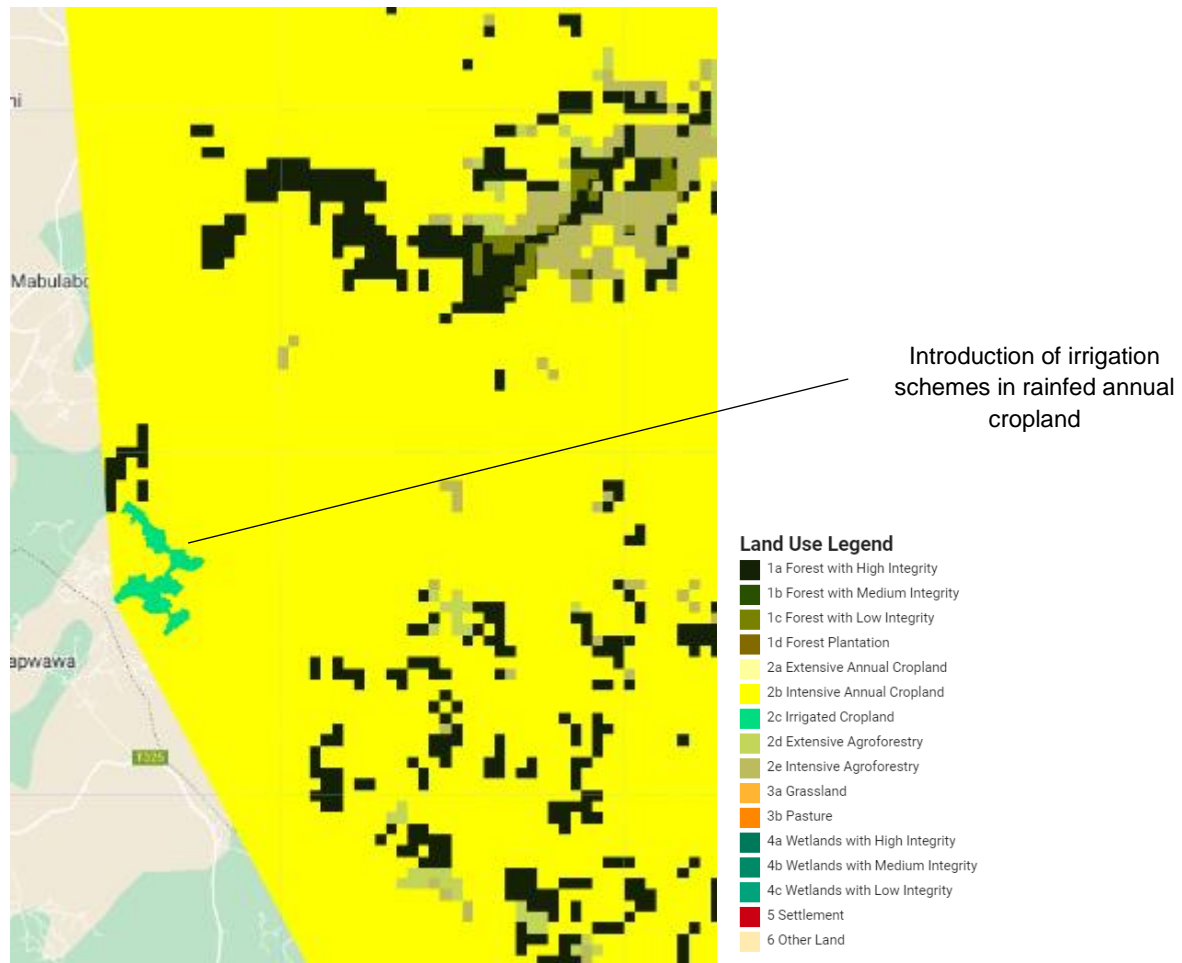 ni
Mabulabo
apwawa
T325
Introduction of irrigation
schemes in rainfed annual
cropland
Land Use Legend
1a Forest with High Integrity
1b Forest with Medium Integrity
1c Forest with Low Integrity
1d Forest Plantation
2a Extensive Annual Cropland
2b Intensive Annual Cropland
2c Irrigated Cropland
2d Extensive Agroforestry
2e Intensive Agroforestry
3a Grassland
3b Pasture
4a Wetlands with High Integrity
4b Wetlands with Medium Integrity
4c Wetlands with Low Integrity
5 Settlement
6 Other Land